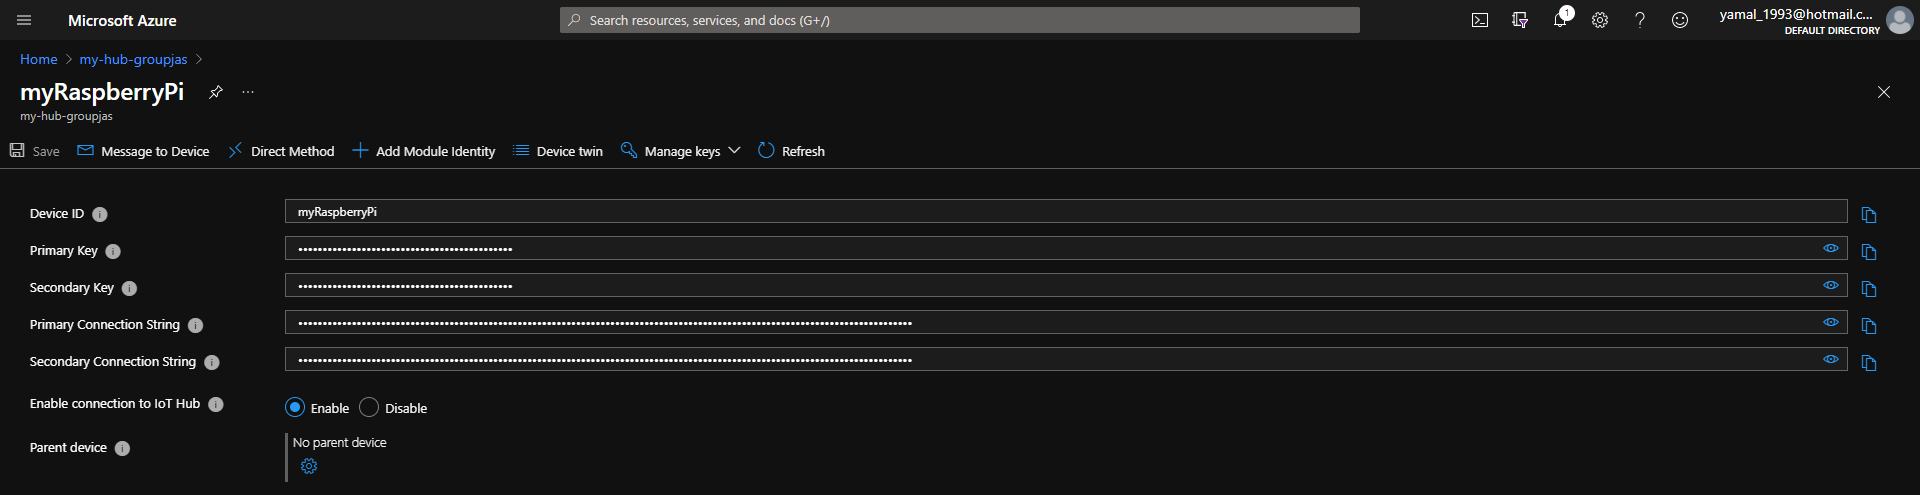 Microsoft Azure
Search resources, services, and docs (G+/)
1
yamal_1993@hotmail.c...
DEFAULT DIRECTORY
Home > my-hub-groupjas >
myRaspberryPi ...
my-hub-groupjas
Save Message to Device Direct Method Add Module Identity Device twin Manage keys Refresh
Device ID myRaspberryPi
Primary Key
Secondary Key
Primary Connection String
Secondary Connection String
Enable connection to IoT Hub Enable Disable
Parent device No parent device